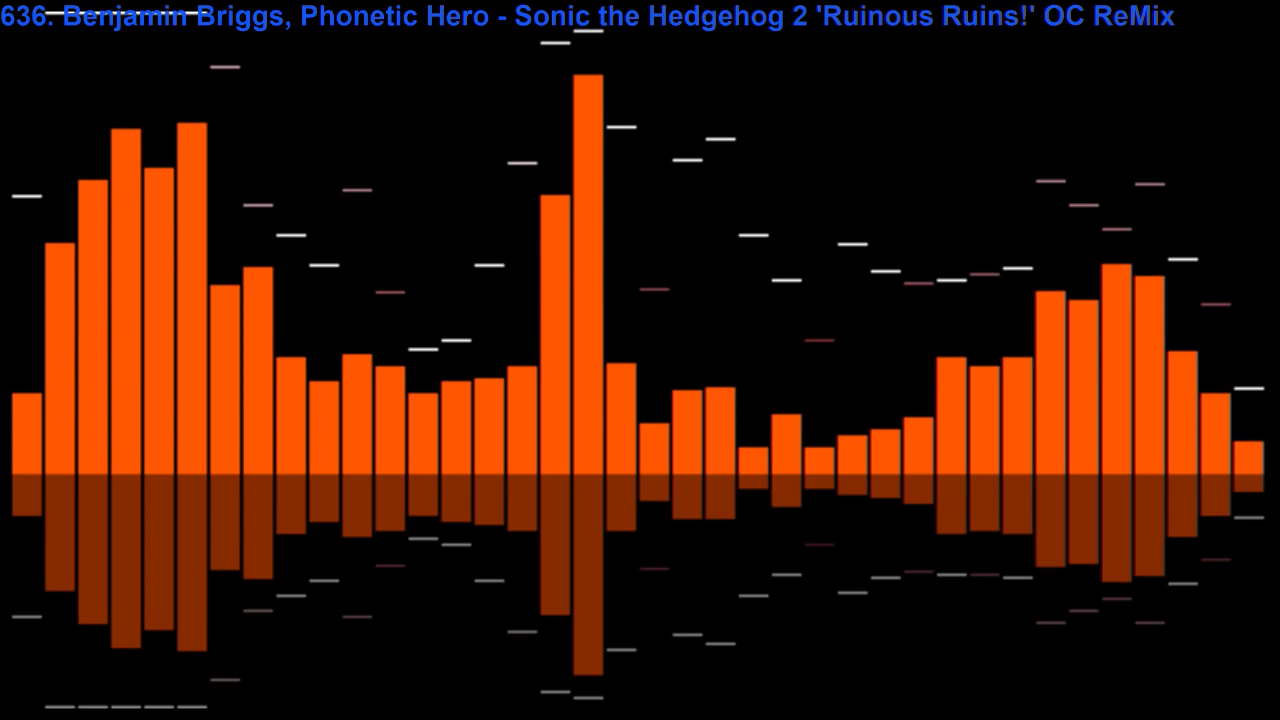 636. Benjamin Briggs, Phonetic Hero - Sonic the Hedgehog 2 'Ruinous Ruins!' OC ReMix